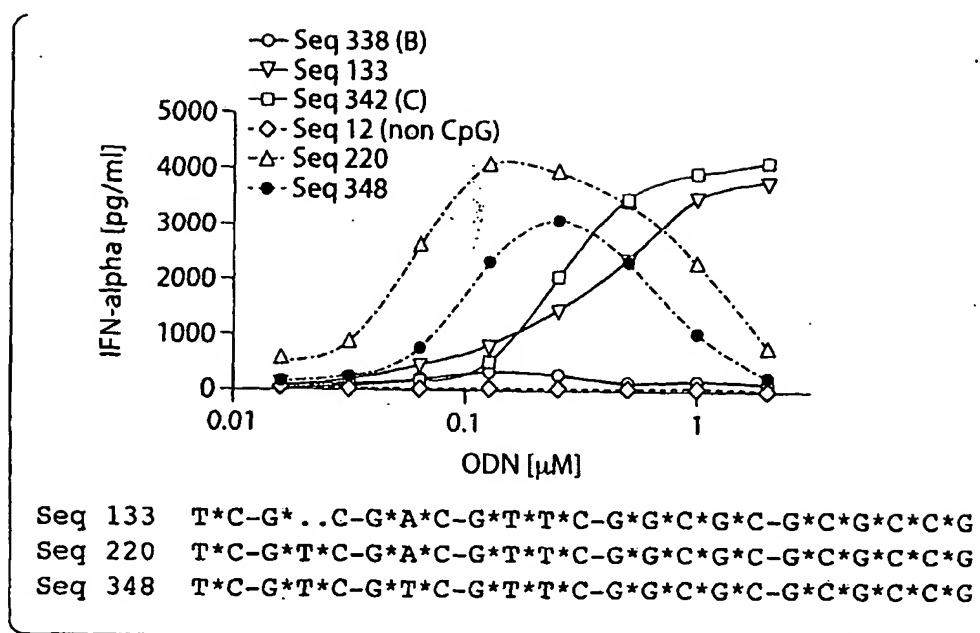 Seq 338 (B)
Seq 133
Seq 342 (C)
Seq 12 (non CpG)
Seq 220
Seq 348
5000
4000
3000
2000
1000
0
IFN-alpha [pg/ml]
0.01 0.1 1
ODN [µM]
Seq 133 T*C-G*..C-G*A*C-G*T*T*C-G*G*C*G*C-G*C*G*C*C*G
Seq 220 T*C-G*T*C-G*A*C-G*T*T*C-G*G*C*G*C-G*C*G*C*C*G
Seq 348 T*C-G*T*C-G*T*C-G*T*T*C-G*G*C*G*C-G*C*G*C*C*G